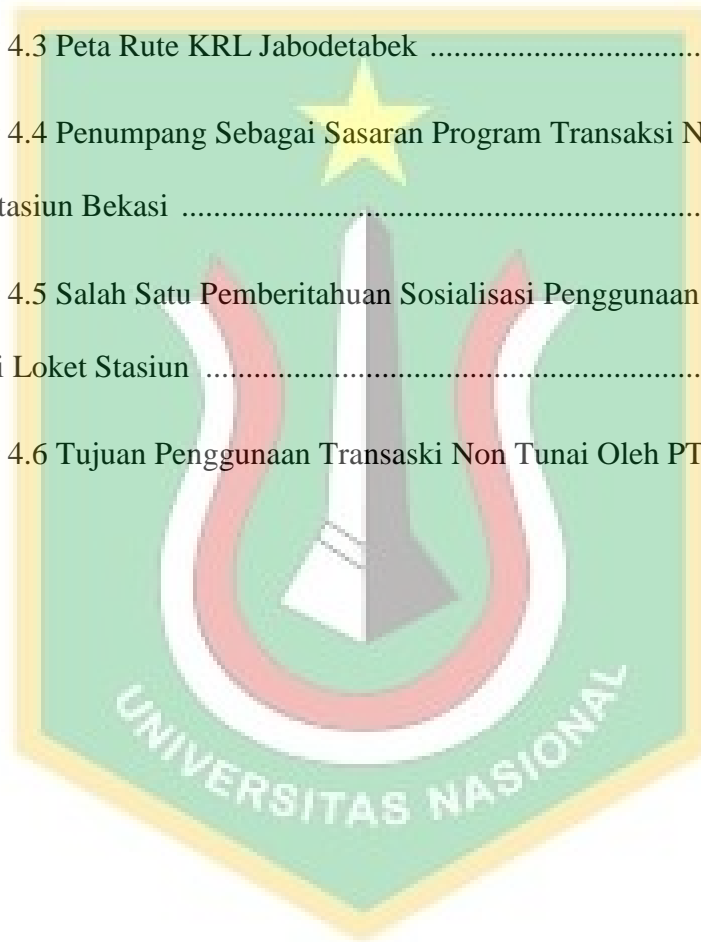 4.3 Peta Rute KRL Jabodetabek ...................................
4.4 Penumpang Sebagai Sasaran Program Transaksi N
tasiun Bekasi ......................................................................
4.5 Salah Satu Pemberitahuan Sosialisasi Penggunaan
i Loket Stasiun ...................................................................
4.6 Tujuan Penggunaan Transaski Non Tunai Oleh PT
UNIVERSITAS NASIONAL